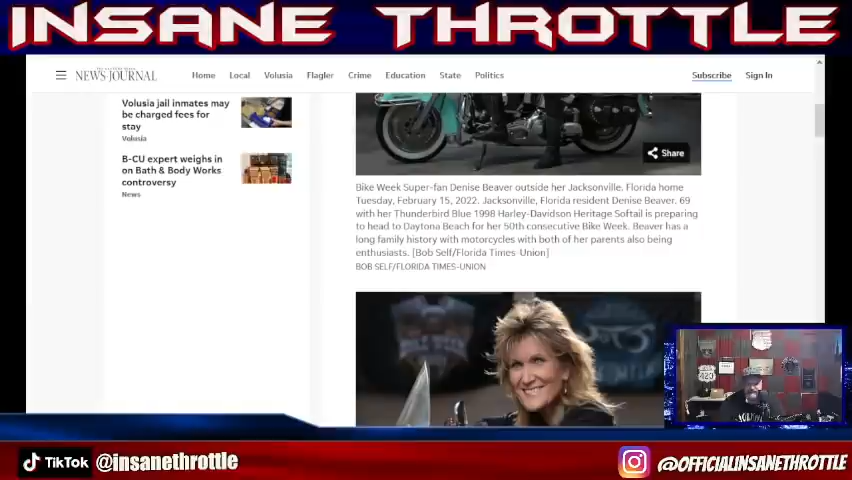 INSANE THROTTLE
NEWS-JOURNAL
Home Local Volusia Flagler Crime Education State Politics
Subscribe Sign In
Volusia jail inmates may
be charged fees for
stay
Volusia
B-CU expert weighs in
on Bath & Body Works
controversy
News
Share
Bike Week Super-fan Denise Beaver outside her Jacksonville. Florida home
Tuesday, February 15, 2022. Jacksonville, Florida resident Denise Beaver. 69
with her Thunderbird Blue 1998 Harley-Davidson Heritage Softail is preparing
to head to Daytona Beach for her 50th consecutive Bike Week. Beaver has a
long family history with motorcycles with both of her parents also being
enthusiasts. [Bob Self/Florida Times-Union]
BOB SELF/FLORIDA TIMES-UNION
420
TikTok @insanethrottle
@OFFICIALINSANETHROTTLE